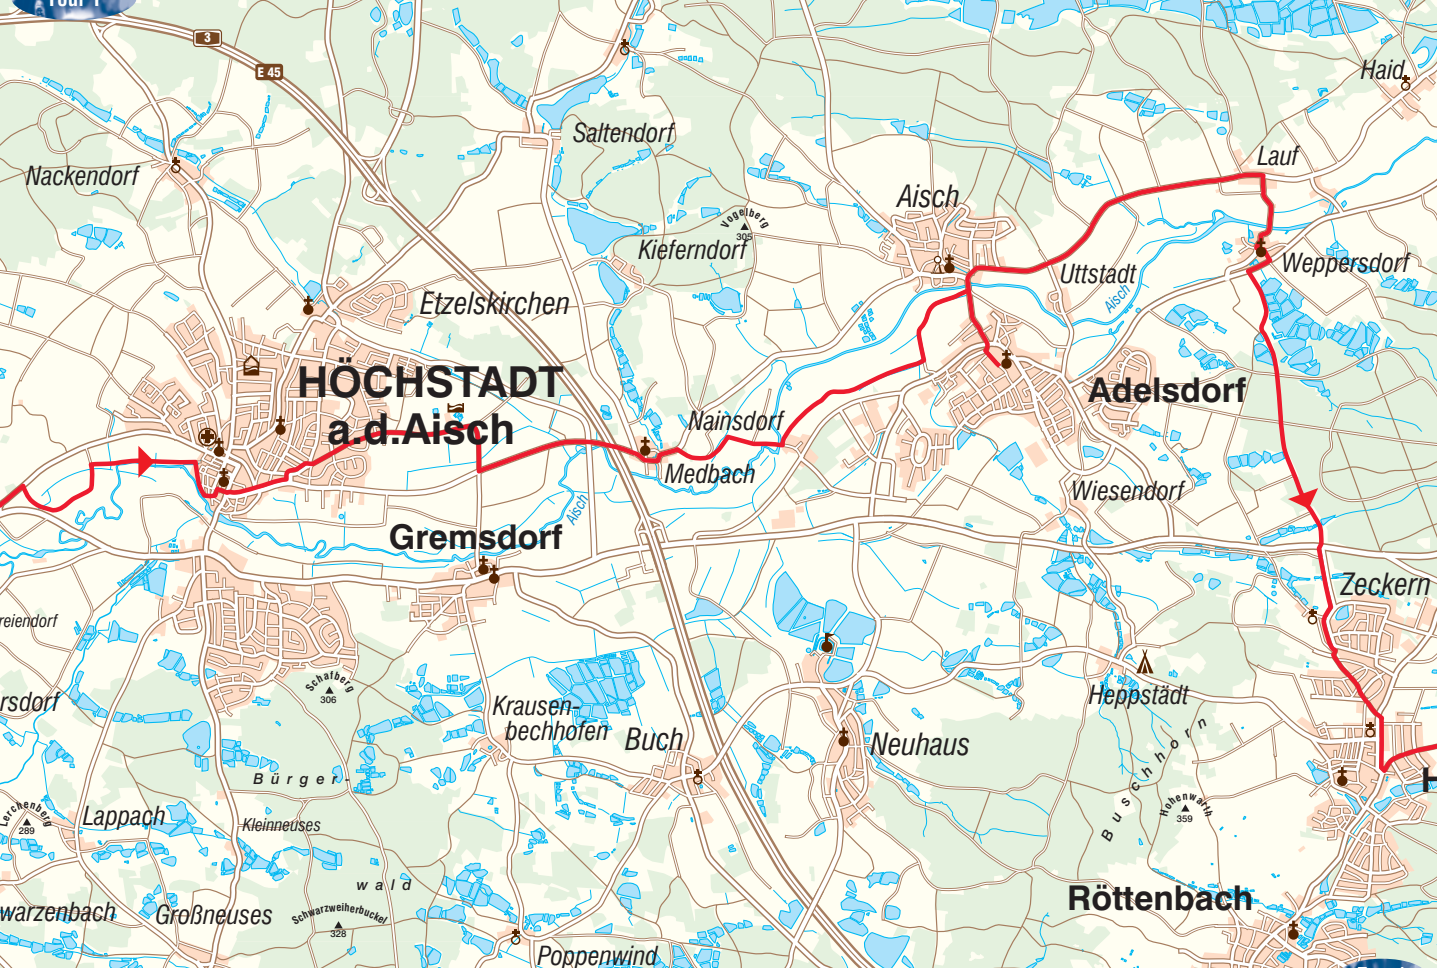 Tour 1
3
E 45
Haid
Saltendorf
Lauf
Nackendorf
Aisch
Vogelberg
305
Kieferndorf
Uttstadt
Weppersdorf
Etzelskirchen
Aisch
HÖCHSTADT
a.d.Aisch
Adelsdorf
Nainsdorf
Medbach
Wiesendorf
Aisch
Gremsdorf
Zeckern
reiendorf
Schafberg
306
Heppstädt
rsdorf
Krausen-
bechhofen
Buch
Neuhaus
Buschhorn
Bürger-
H
Lerchenberg
289
Lappach
Kleinneuses
Hohenwarth
359
wald
Röttenbach
warzenbach
Großneuses
Schwarzweiherbuckel
328
Poppenwind